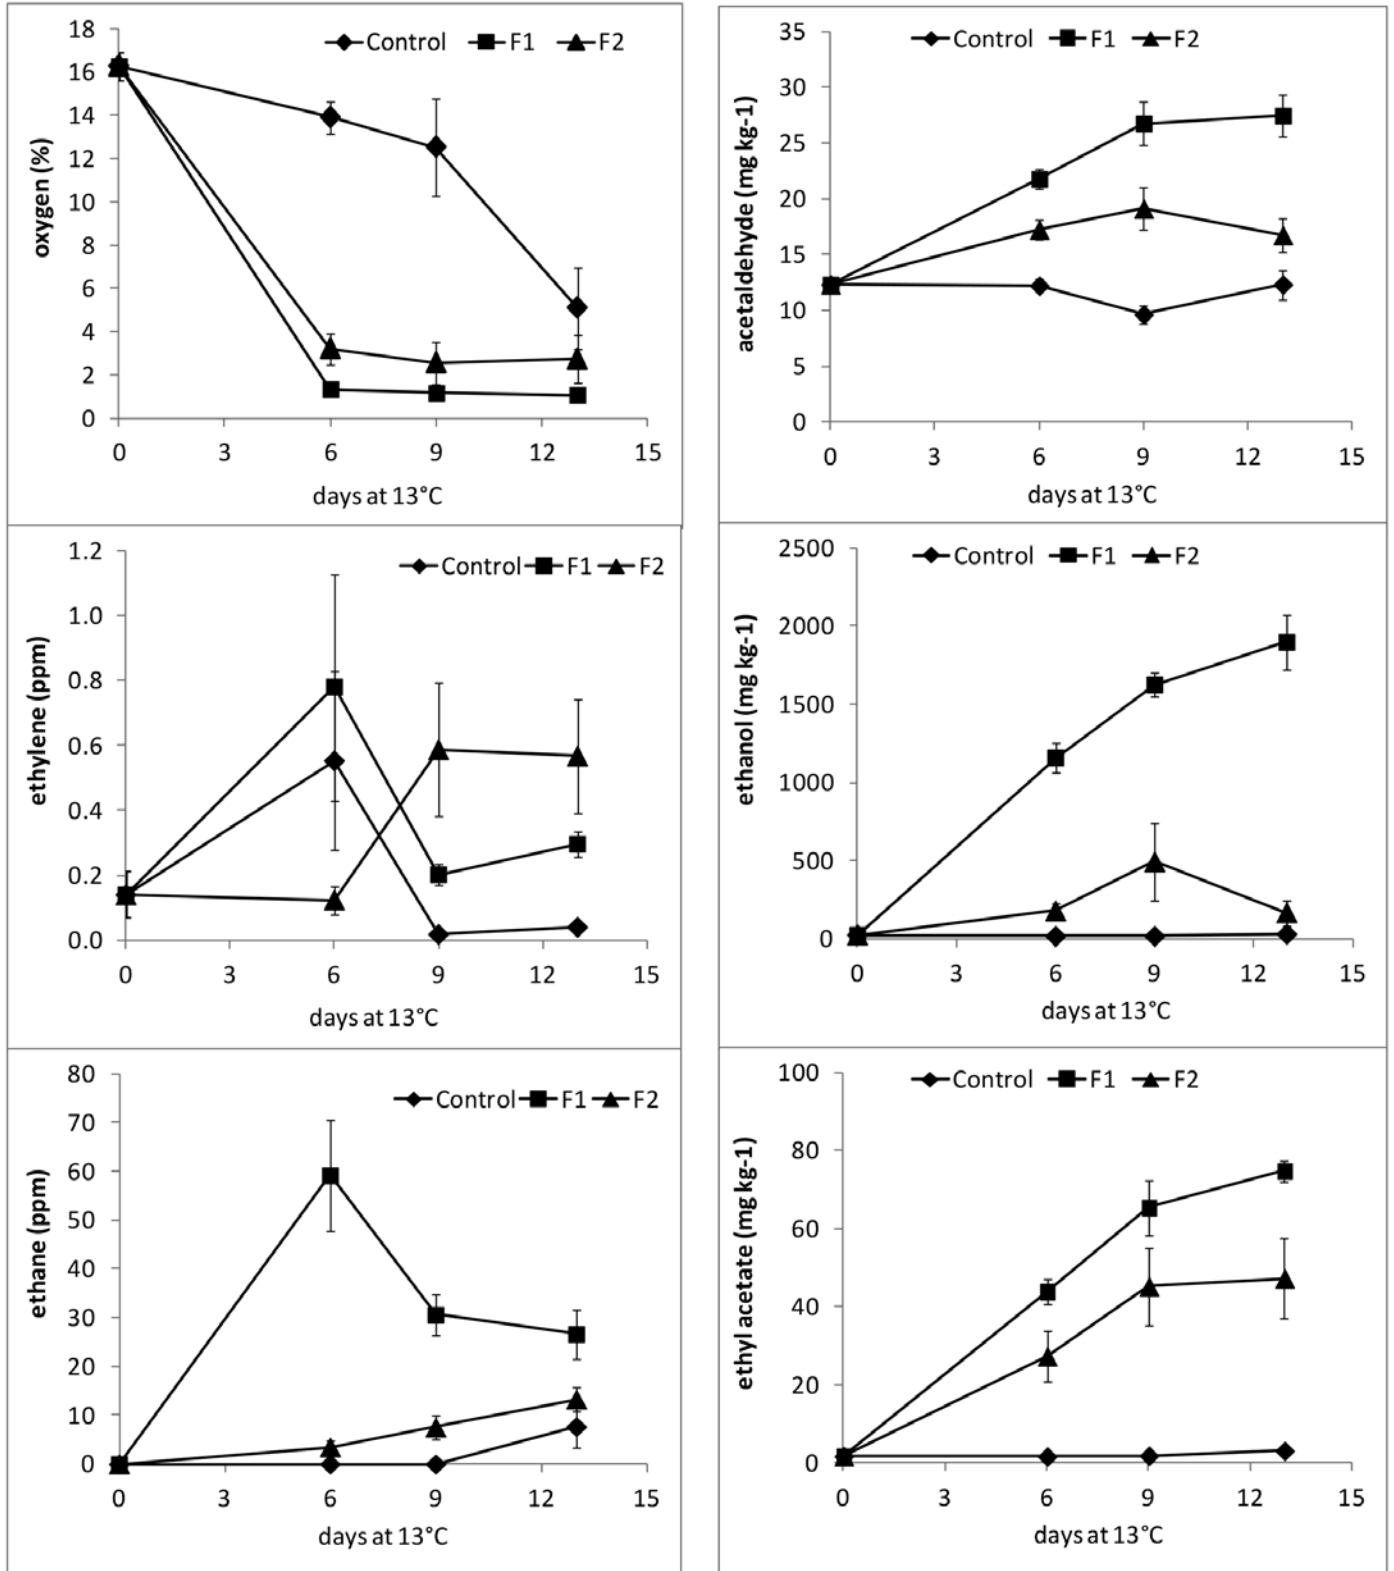 oxygen (%)
Control F1 F2
18
16
14
12
10
8
6
4
2
0
0 3 6 9 12 15
days at 13°C
acetaldehyde (mg kg-1)
Control F1 F2
35
30
25
20
15
10
5
0
0 3 6 9 12 15
days at 13°C
ethylene (ppm)
Control F1 F2
1.2
1.0
0.8
0.6
0.4
0.2
0.0
0 3 6 9 12 15
days at 13°C
ethanol (mg kg-1)
Control F1 F2
2500
2000
1500
1000
500
0
0 3 6 9 12 15
days at 13°C
ethane (ppm)
Control F1 F2
80
70
60
50
40
30
20
10
0
0 3 6 9 12 15
days at 13°C
ethyl acetate (mg kg-1)
Control F1 F2
100
80
60
40
20
0
0 3 6 9 12 15
days at 13°C